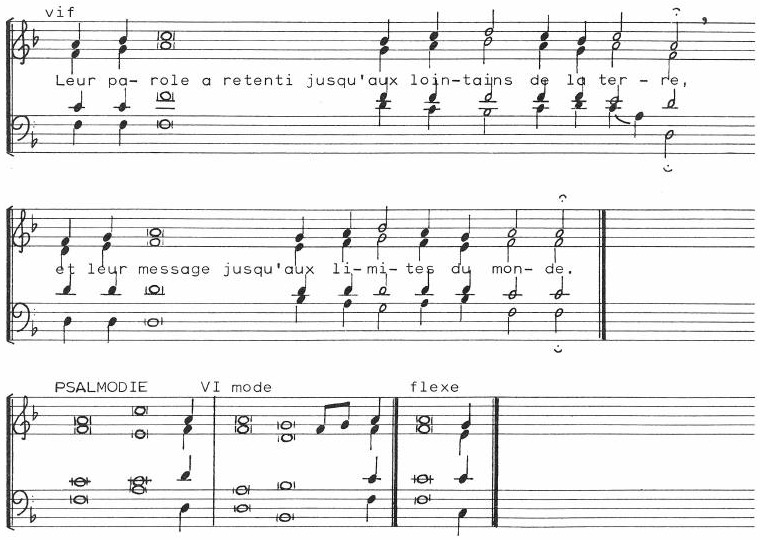 vif
Leur pa- role a retenti jusqu'aux loin-tains de la ter - re,
et leur message jusqu'aux li-mi-tes du mon-de.
PSALMODIE VI mode flexe